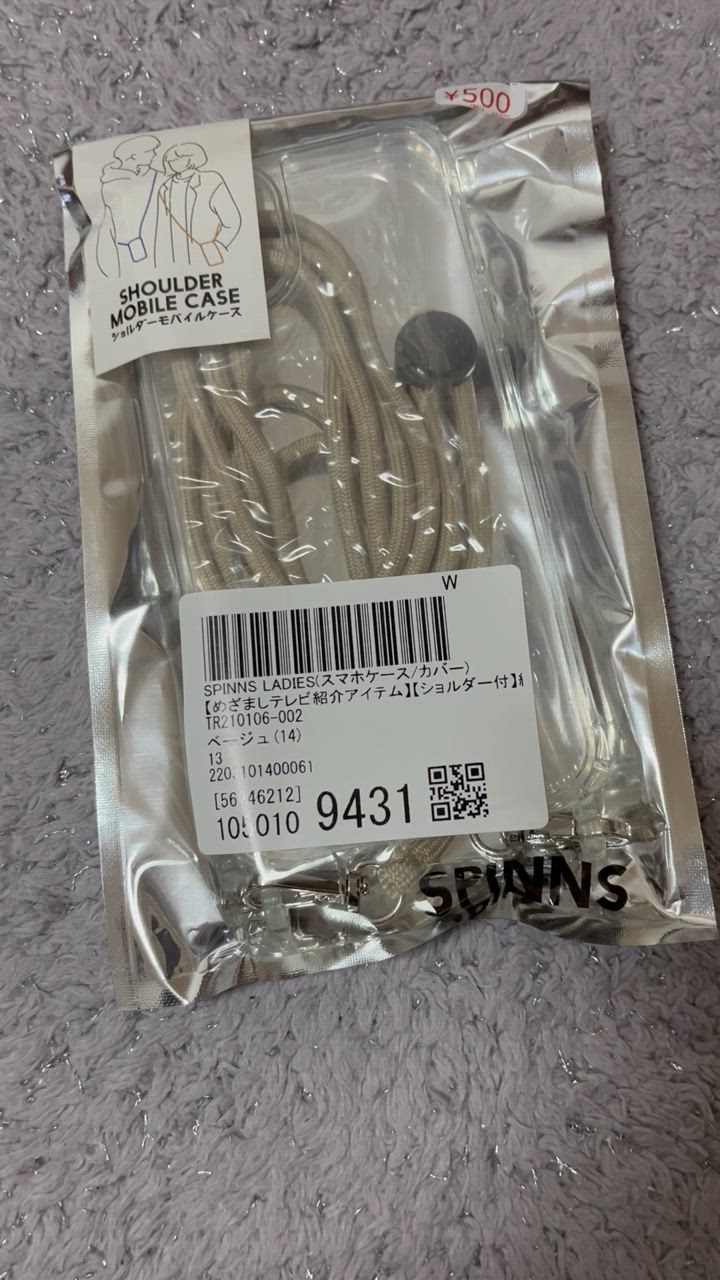 ¥500
SHOULDER
MOBILE CASE
ショルダーモバイルケース
W
SPINNS LADIES(スマホケース/カバー)
【めざましテレビ紹介アイテム】【ショルダー付】
TR210106-002
ベージュ(14)
13
101400061
46212]
105010 9431
SPINNS